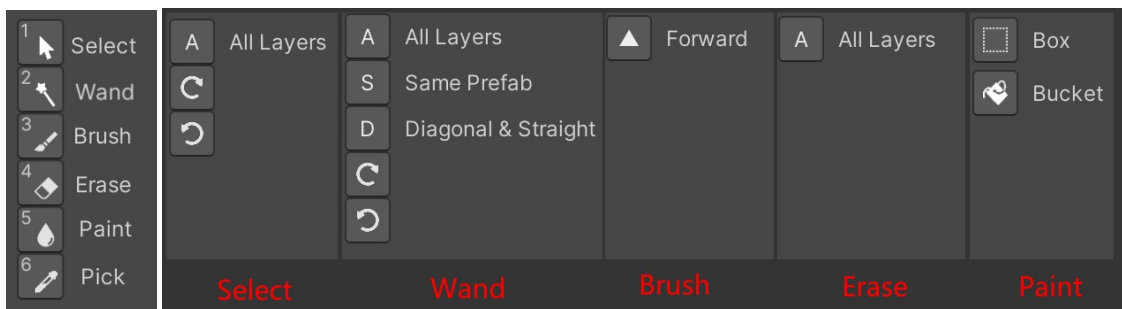 1 Select
2 Wand
3 Brush
4 Erase
5 Paint
6 Pick
A All Layers
Select
A All Layers
S Same Prefab
D Diagonal & Straight
Wand
Forward
Brush
A All Layers
Erase
Box
Bucket
Paint